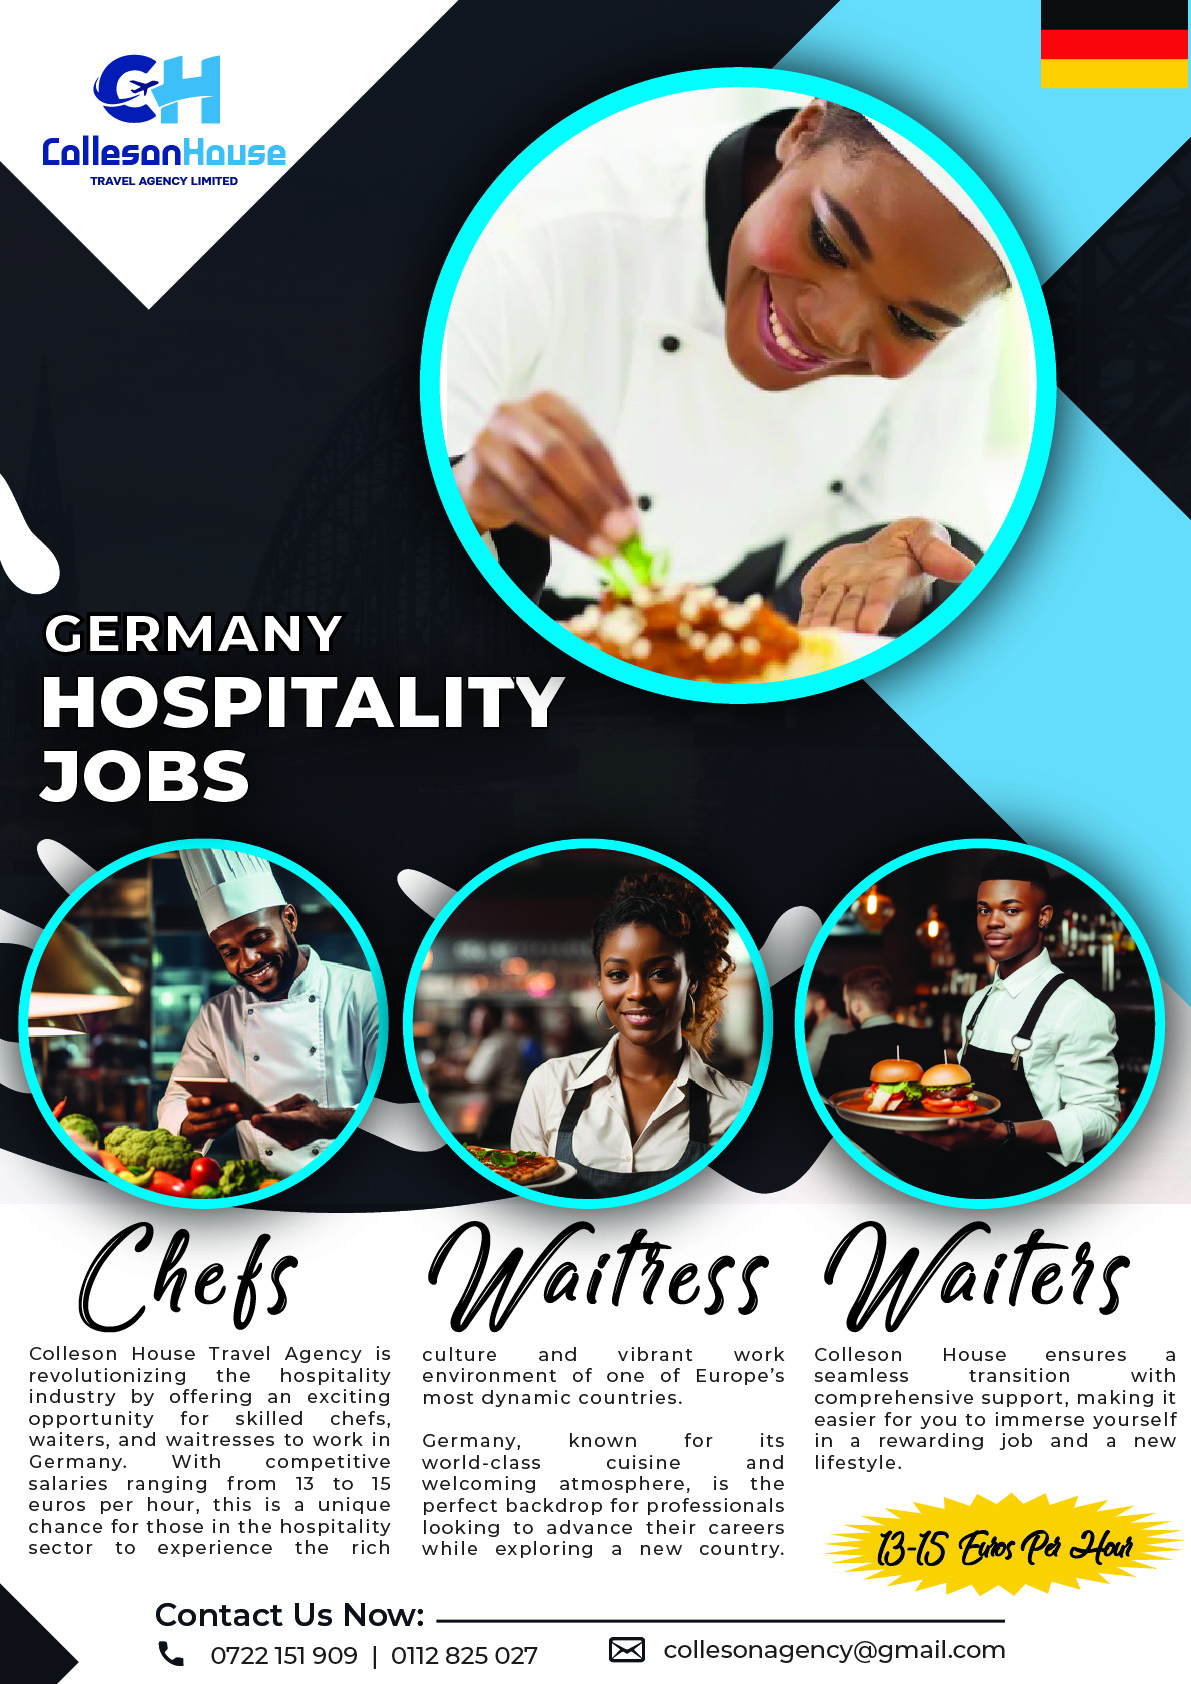 CH
CollesonHouse
TRAVEL AGENCY LIMITED
GERMANY
HOSPITALITY
JOBS
Chefs
Colleson House Travel Agency is
revolutionizing the hospitality
industry by offering an exciting
opportunity for skilled chefs,
waiters, and waitresses to work in
Germany. With competitive
salaries ranging from 13 to 15
euros per hour, this is a unique
chance for those in the hospitality
sector to experience the rich
Waitress
culture and vibrant work
environment of one of Europe's
most dynamic countries.
Germany, known for its
world-class cuisine and
welcoming atmosphere, is the
perfect backdrop for professionals
looking to advance their careers
while exploring a new country.
Waiters
Colleson House ensures a
seamless transition with
comprehensive support, making it
easier for you to immerse yourself
in a rewarding job and a new
lifestyle.
13-15 Euros Per Hour
Contact Us Now:
0722 151 909 | 0112 825 027
collesonagency@gmail.com